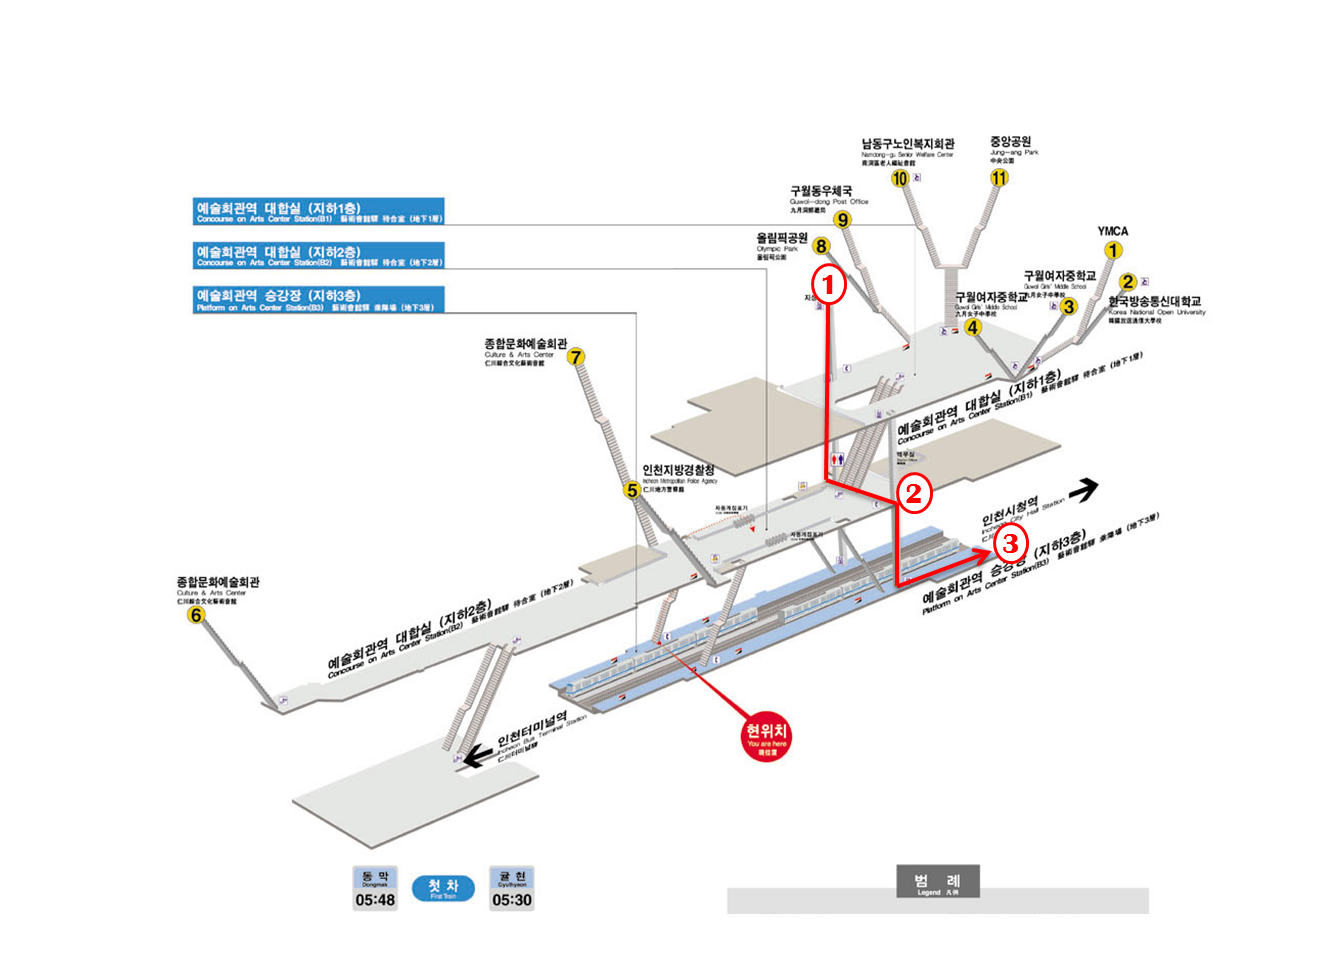 남동구노인복지회관
Namdong-gu Senior Welfare Center
南洞區老人福祉會館
10
중앙공원
Jung-ang Park
中央公園
11
구월동우체국
Guwol-dong Post Office
九月洞郵遞局
9
올림픽공원
Olympic Park
올림픽公園
8
YMCA
1
2
한국방송통신대학교
Korea National Open University
韓國放送通信大學校
구월여자중학교
Guwol Girls' Middle School
九月女子中學校
3
구월여자중학교
Guwol Girls' Middle School
九月女子中學校
4
예술회관역 대합실 (지하1층)
Concourse on Arts Center Station(B1) 藝術會館驛 待合室 (地下1層)
예술회관역 대합실 (지하2층)
Concourse on Arts Center Station(B2) 藝術會館驛 待合室 (地下2層)
예술회관역 승강장 (지하3층)
Platform on Arts Center Station(B3) 藝術會館驛 乘降場 (地下3層)
1
종합문화예술회관
Culture & Arts Center
仁川綜合文化藝術會館
7
예술회관역 대합실 (지하1층) 藝術會館驛 待合室 (地下1層)
Concourse on Arts Center Station(B1)
인천지방경찰청
Incheon Metropolitan Police Agency
仁川地方警察廳
5
역무실
2
자동개집표기
자동개집표기
인천시청역
Incheon City Hall Station
3
예술회관역 승강장 (지하3층) 藝術會館驛 乘降場 (地下3層)
Platform on Arts Center Station(B3)
종합문화예술회관
Culture & Arts Center
仁川綜合文化藝術會館
6
예술회관역 대합실 (지하2층) 藝術會館驛 待合室 (地下2層)
Concourse on Arts Center Station(B2)
인천터미널역
Incheon Bus Terminal Station
仁川터미널驛
현위치
You are here
現位置
동 막
Dongmak
05:48
첫 차
First Train
귤 현
Gyulhyeon
05:30
범 례
Legend 凡例